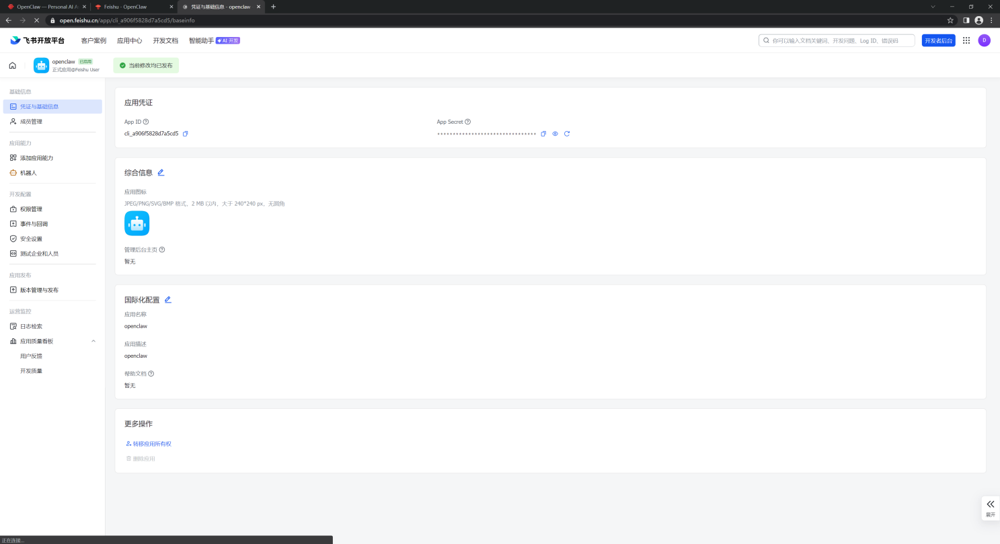 OpenClaw — Personal AI A
Feishu - OpenClaw
凭证与基础信息 - openclaw
open.feishu.cn/app/cli_a906f5828d7a5cd5/baseinfo
飞书开放平台
客户案例
应用中心
开发文档
智能助手
AI 开发
你可以输入文档关键词、开发问题、Log ID、错误码
开发者后台
D
openclaw
已启用
正式应用@Feishu User
当前修改均已发布
基础信息
凭证与基础信息
成员管理
应用能力
添加应用能力
机器人
开发配置
权限管理
事件与回调
安全设置
测试企业和人员
应用发布
版本管理与发布
运营监控
日志检索
应用质量看板
用户反馈
开发质量
应用凭证
App ID
cli_a906f5828d7a5cd5
App Secret
********************************
综合信息
应用图标
JPEG/PNG/SVG/BMP 格式，2 MB 以内，大于 240*240 px，无圆角
管理后台主页
暂无
国际化配置
应用名称
openclaw
应用描述
openclaw
帮助文档
暂无
更多操作
转移应用所有权
删除应用
展开
正在连接...